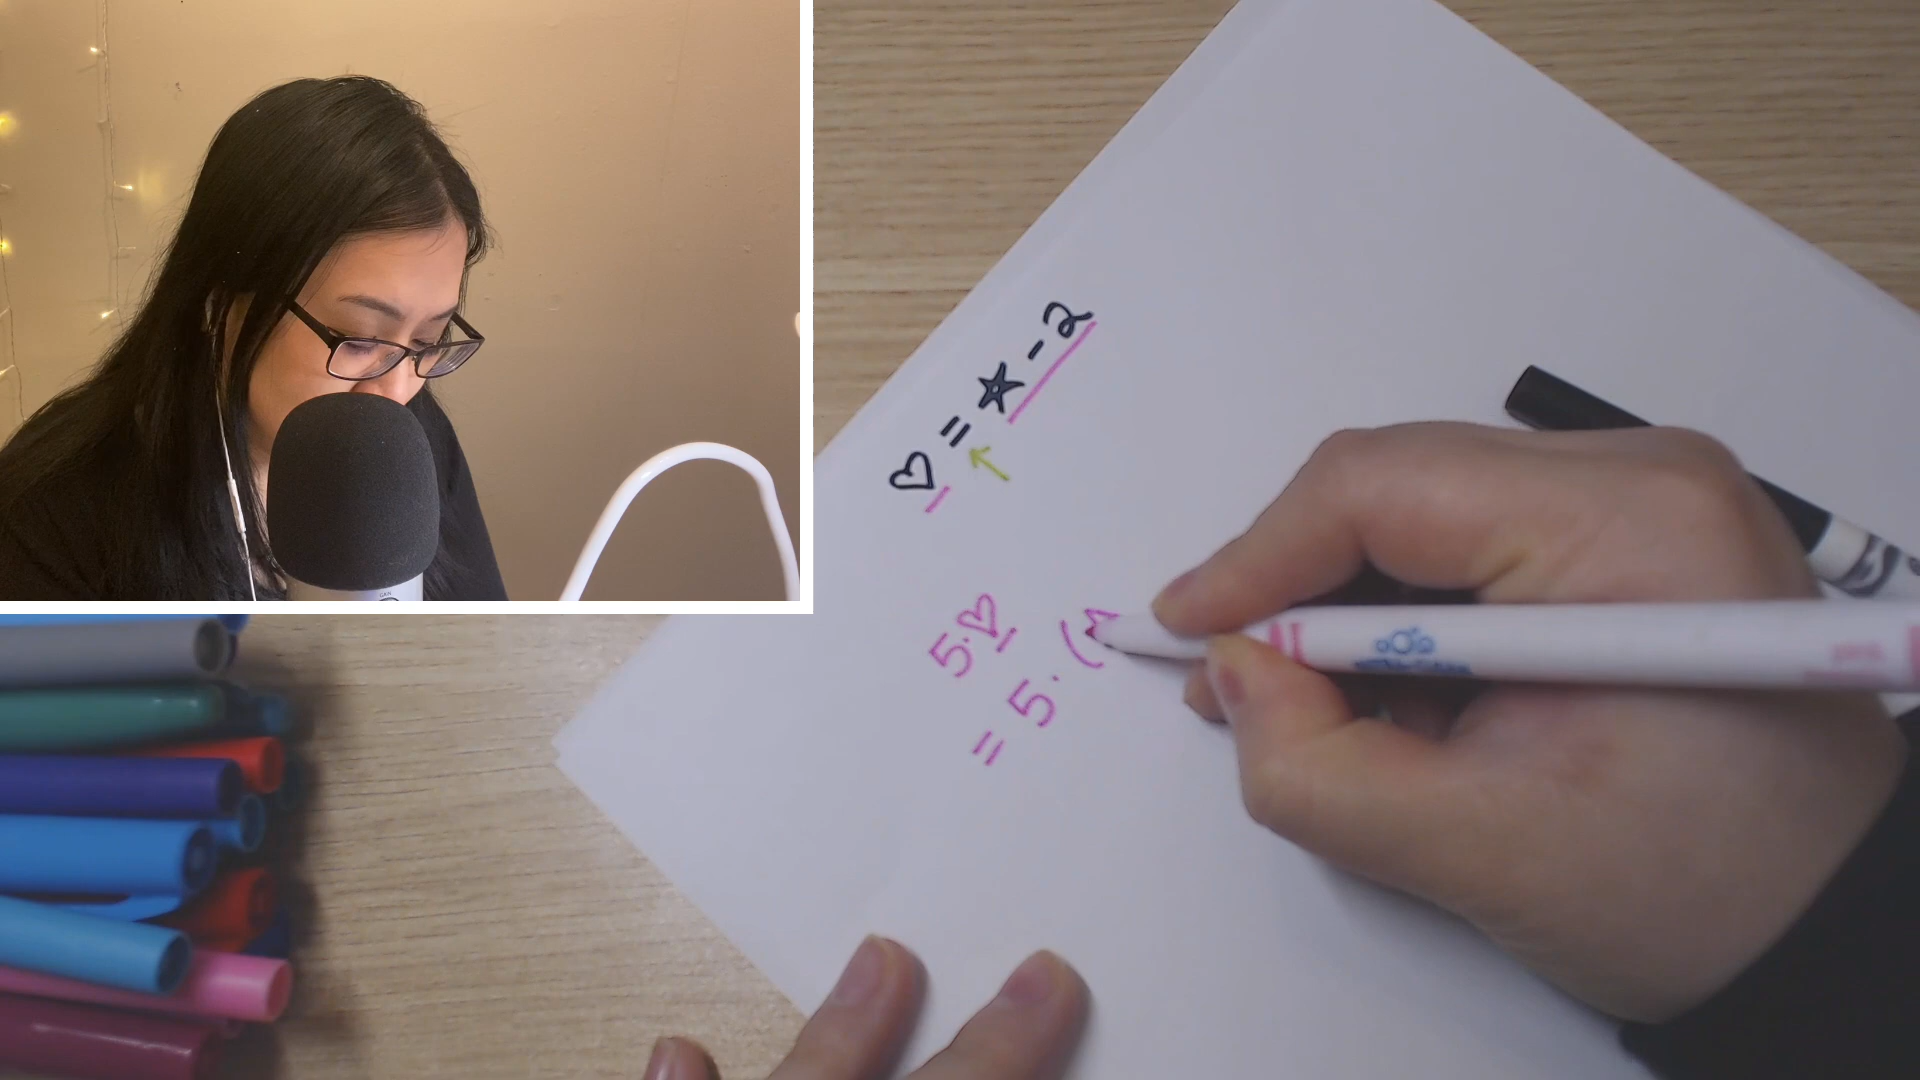 ♡ = ☆ - 2
5·♡
= 5·(